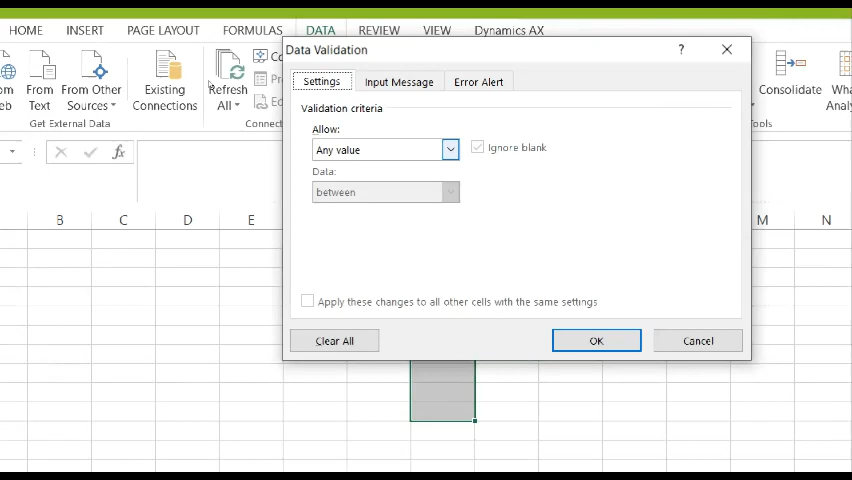 HOME INSERT PAGE LAYOUT FORMULAS DATA REVIEW VIEW Dynamics AX
Data Validation ?
Settings Input Message Error Alert
Validation criteria
Allow:
Any value
Ignore blank
Data:
between
Apply these changes to all other cells with the same settings
Clear All OK Cancel
From Text
From Other Sources
Existing Connections
Refresh All
Consolidate
Get External Data
fx
B C D E M N